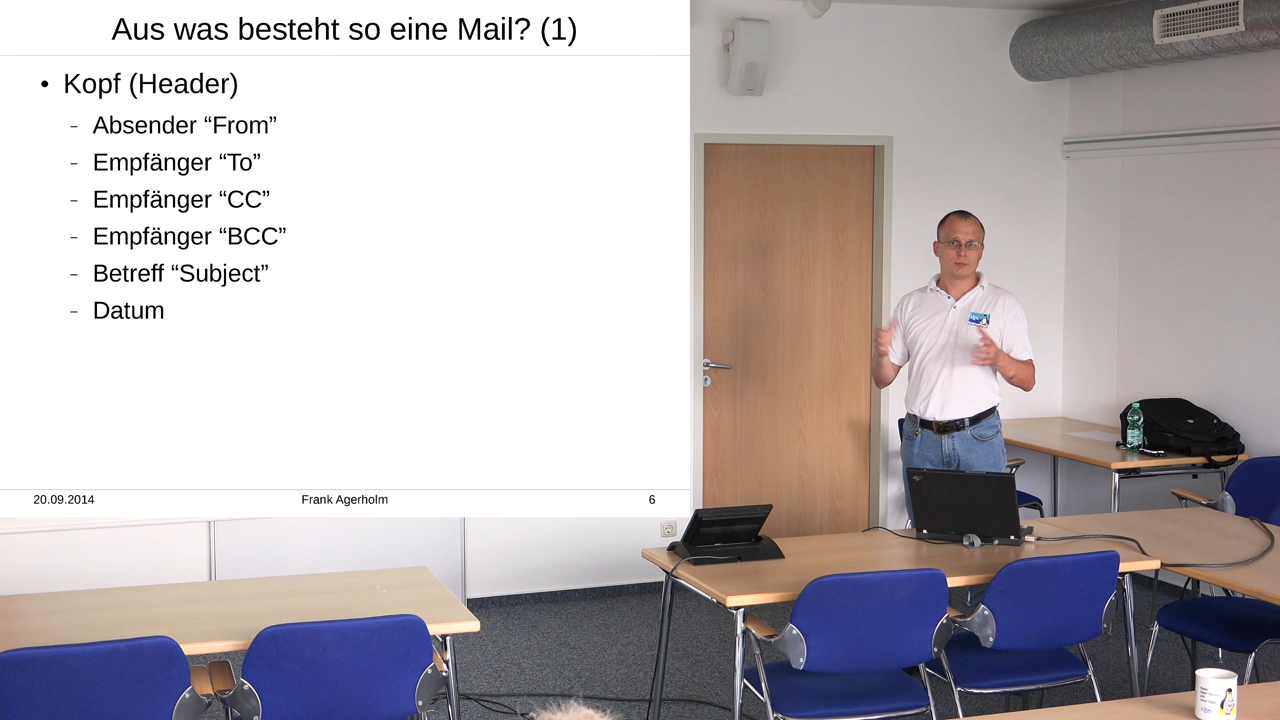 Aus was besteht so eine Mail? (1)
• Kopf (Header)
– Absender “From”
– Empfänger “To”
– Empfänger “CC”
– Empfänger “BCC”
– Betreff “Subject”
– Datum
20.09.2014 Frank Agerholm 6